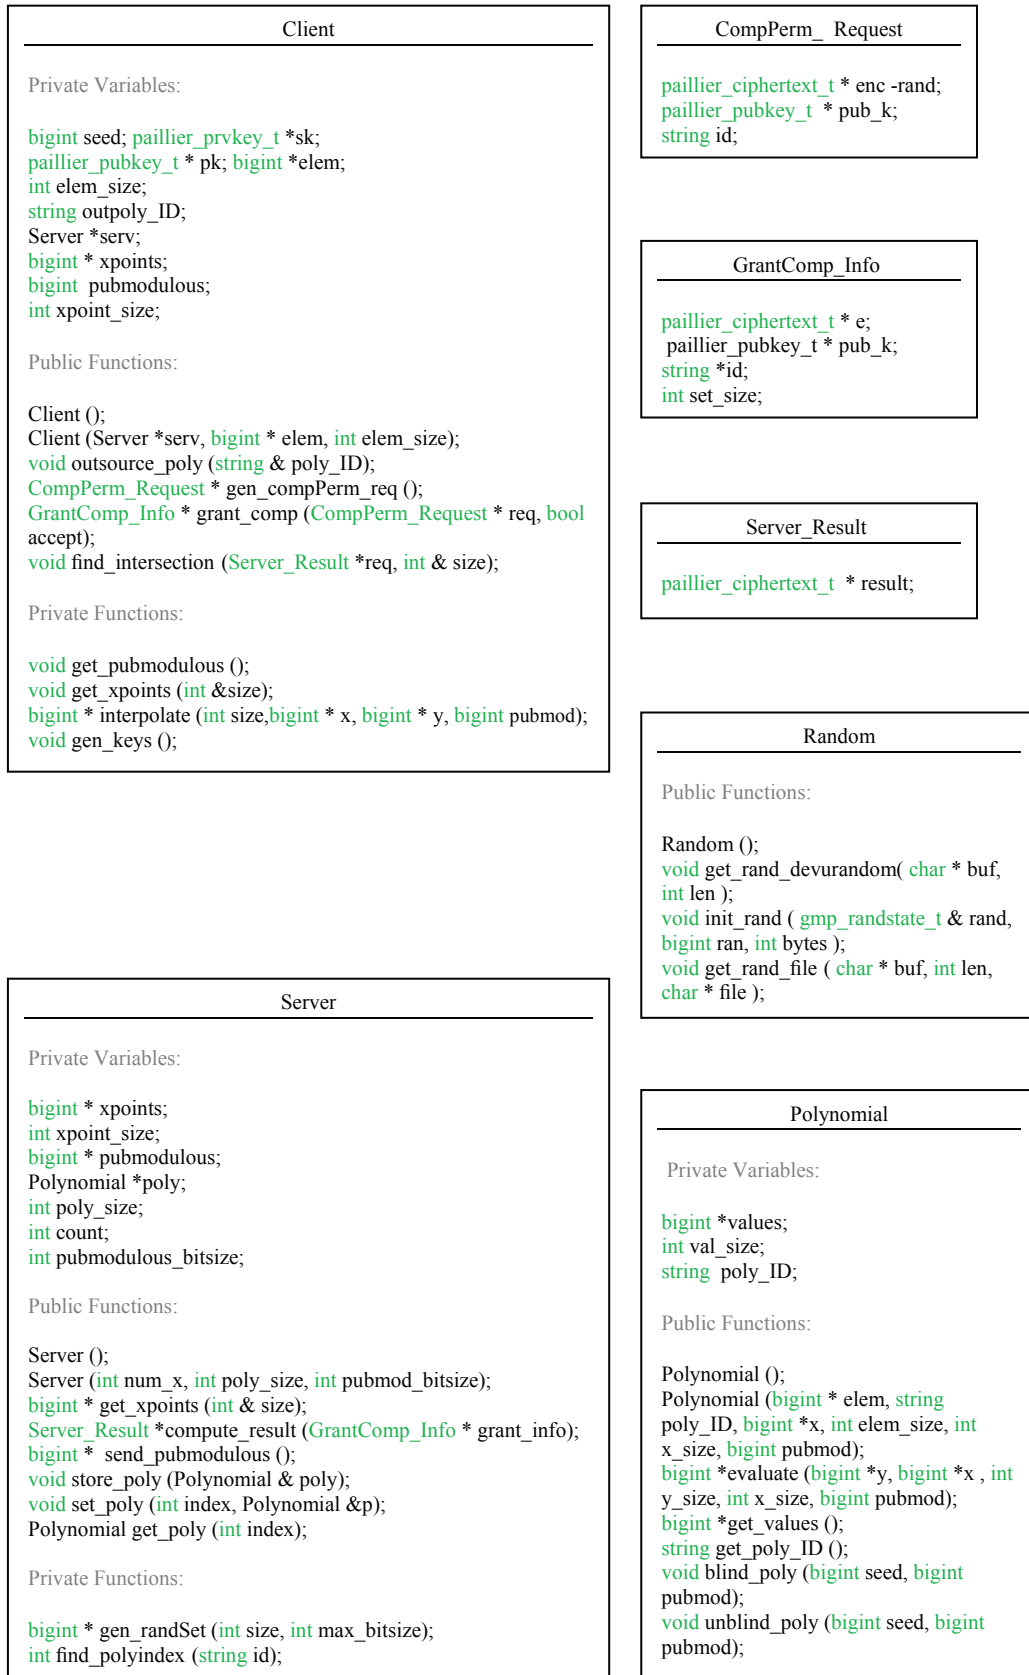 Client
Private Variables:
bigint seed; paillier_prvkey_t *sk;
paillier_pubkey_t * pk; bigint *elem;
int elem_size;
string outpoly_ID;
Server *serv;
bigint * xpoints;
bigint pubmodulous;
int xpoint_size;
Public Functions:
Client ();
Client (Server *serv, bigint * elem, int elem_size);
void outsource_poly (string & poly_ID);
CompPerm_Request * gen_compPerm_req ();
GrantComp_Info * grant_comp (CompPerm_Request * req, bool
accept);
void find_intersection (Server_Result *req, int & size);
Private Functions:
void get_pubmodulous ();
void get_xpoints (int &size);
bigint * interpolate (int size,bigint * x, bigint * y, bigint pubmod);
void gen_keys ();
Server
Private Variables:
bigint * xpoints;
int xpoint_size;
bigint * pubmodulous;
Polynomial *poly;
int poly_size;
int count;
int pubmodulous_bitsize;
Public Functions:
Server ();
Server (int num_x, int poly_size, int pubmod_bitsize);
bigint * get_xpoints (int & size);
Server_Result *compute_result (GrantComp_Info * grant_info);
bigint * send_pubmodulous ();
void store_poly (Polynomial & poly);
void set_poly (int index, Polynomial &p);
Polynomial get_poly (int index);
Private Functions:
bigint * gen_randSet (int size, int max_bitsize);
int find_polyindex (string id);
CompPerm_ Request
paillier_ciphertext_t * enc -rand;
paillier_pubkey_t * pub_k;
string id;
GrantComp_Info
paillier_ciphertext_t * e;
paillier_pubkey_t * pub_k;
string *id;
int set_size;
Server_Result
paillier_ciphertext_t * result;
Random
Public Functions:
Random ();
void get_rand_devurandom( char * buf,
int len );
void init_rand ( gmp_randstate_t & rand,
bigint ran, int bytes );
void get_rand_file ( char * buf, int len,
char * file );
Polynomial
Private Variables:
bigint *values;
int val_size;
string poly_ID;
Public Functions:
Polynomial ();
Polynomial (bigint * elem, string
poly_ID, bigint *x, int elem_size, int
x_size, bigint pubmod);
bigint *evaluate (bigint *y, bigint *x , int
y_size, int x_size, bigint pubmod);
bigint *get_values ();
string get_poly_ID ();
void blind_poly (bigint seed, bigint
pubmod);
void unblind_poly (bigint seed, bigint
pubmod);